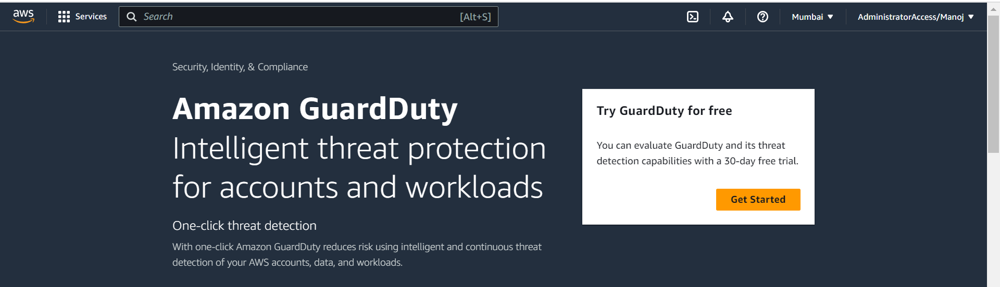 aws
Services
Search
[Alt+S]
Mumbai
AdministratorAccess/Manoj
Security, Identity, & Compliance
Amazon GuardDuty
Intelligent threat protection
for accounts and workloads
One-click threat detection
With one-click Amazon GuardDuty reduces risk using intelligent and continuous threat
detection of your AWS accounts, data, and workloads.
Try GuardDuty for free
You can evaluate GuardDuty and its threat
detection capabilities with a 30-day free trial.
Get Started